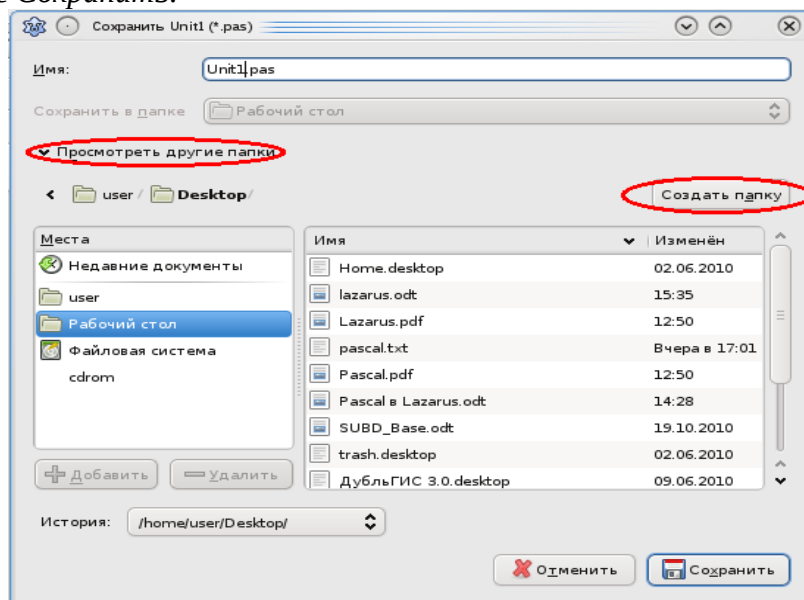 Сохранить.
Сохранить Unit1 (*.pas)
Имя: Unit1.pas
Сохранить в папке Рабочий стол
Просмотреть другие папки
user / Desktop/ Создать папку
Места
Недавние документы
user
Рабочий стол
Файловая система
cdrom
Добавить Удалить
Имя Изменён
Home.desktop 02.06.2010
lazarus.odt 15:35
Lazarus.pdf 12:50
pascal.txt Вчера в 17:01
Pascal.pdf 12:50
Pascal в Lazarus.odt 14:28
SUBD_Base.odt 19.10.2010
trash.desktop 02.06.2010
ДубльГИС 3.0.desktop 09.06.2010
История: /home/user/Desktop/
Отменить Сохранить